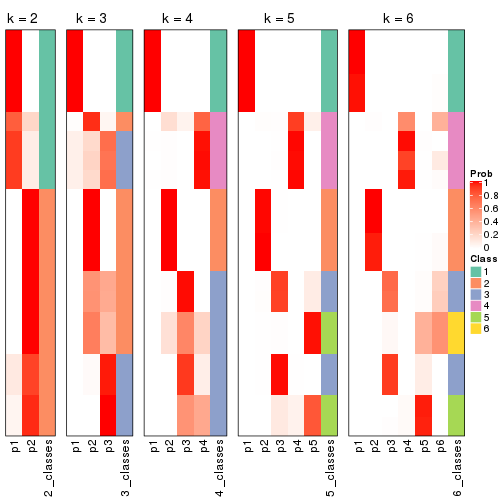 k = 2
k = 3
k = 4
k = 5
k = 6
Prob
1
0.8
0.6
0.4
0.2
0
Class
1
2
3
4
5
6
p1
p2
2_classes
p1
p2
p3
3_classes
p1
p2
p3
p4
4_classes
p1
p2
p3
p4
p5
5_classes
p1
p2
p3
p4
p5
p6
6_classes